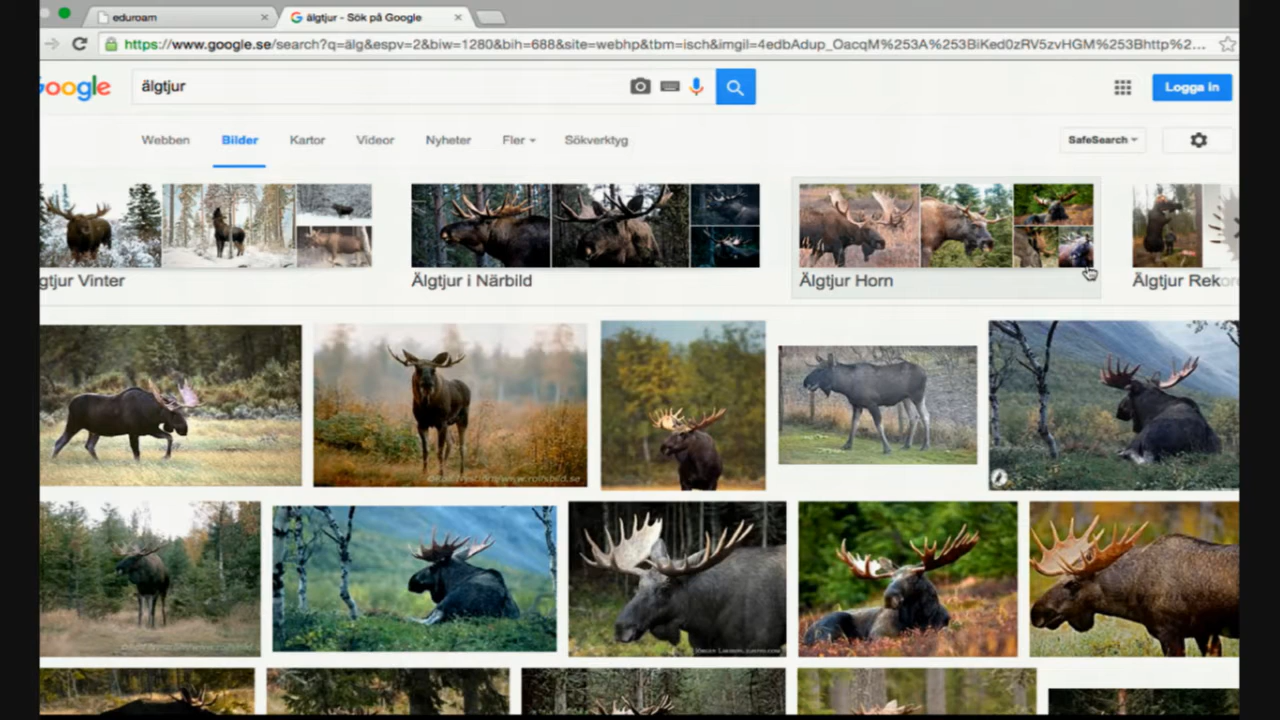 eduroam
älgtjur - Sök på Google
https://www.google.se/search?q=älg&espv=2&biw=1280&bih=688&site=webhp&tbm=isch&imgil=4edbAdup_OacqM%253A%253BiKed0zRV5zvHGM%253Bhttp%2...
Google
älgtjur
Logga in
Webben
Bilder
Kartor
Videor
Nyheter
Fler
Sökverktyg
SafeSearch
gtjur Vinter
Älgtjur i Närbild
Älgtjur Horn
Älgtjur Rekord